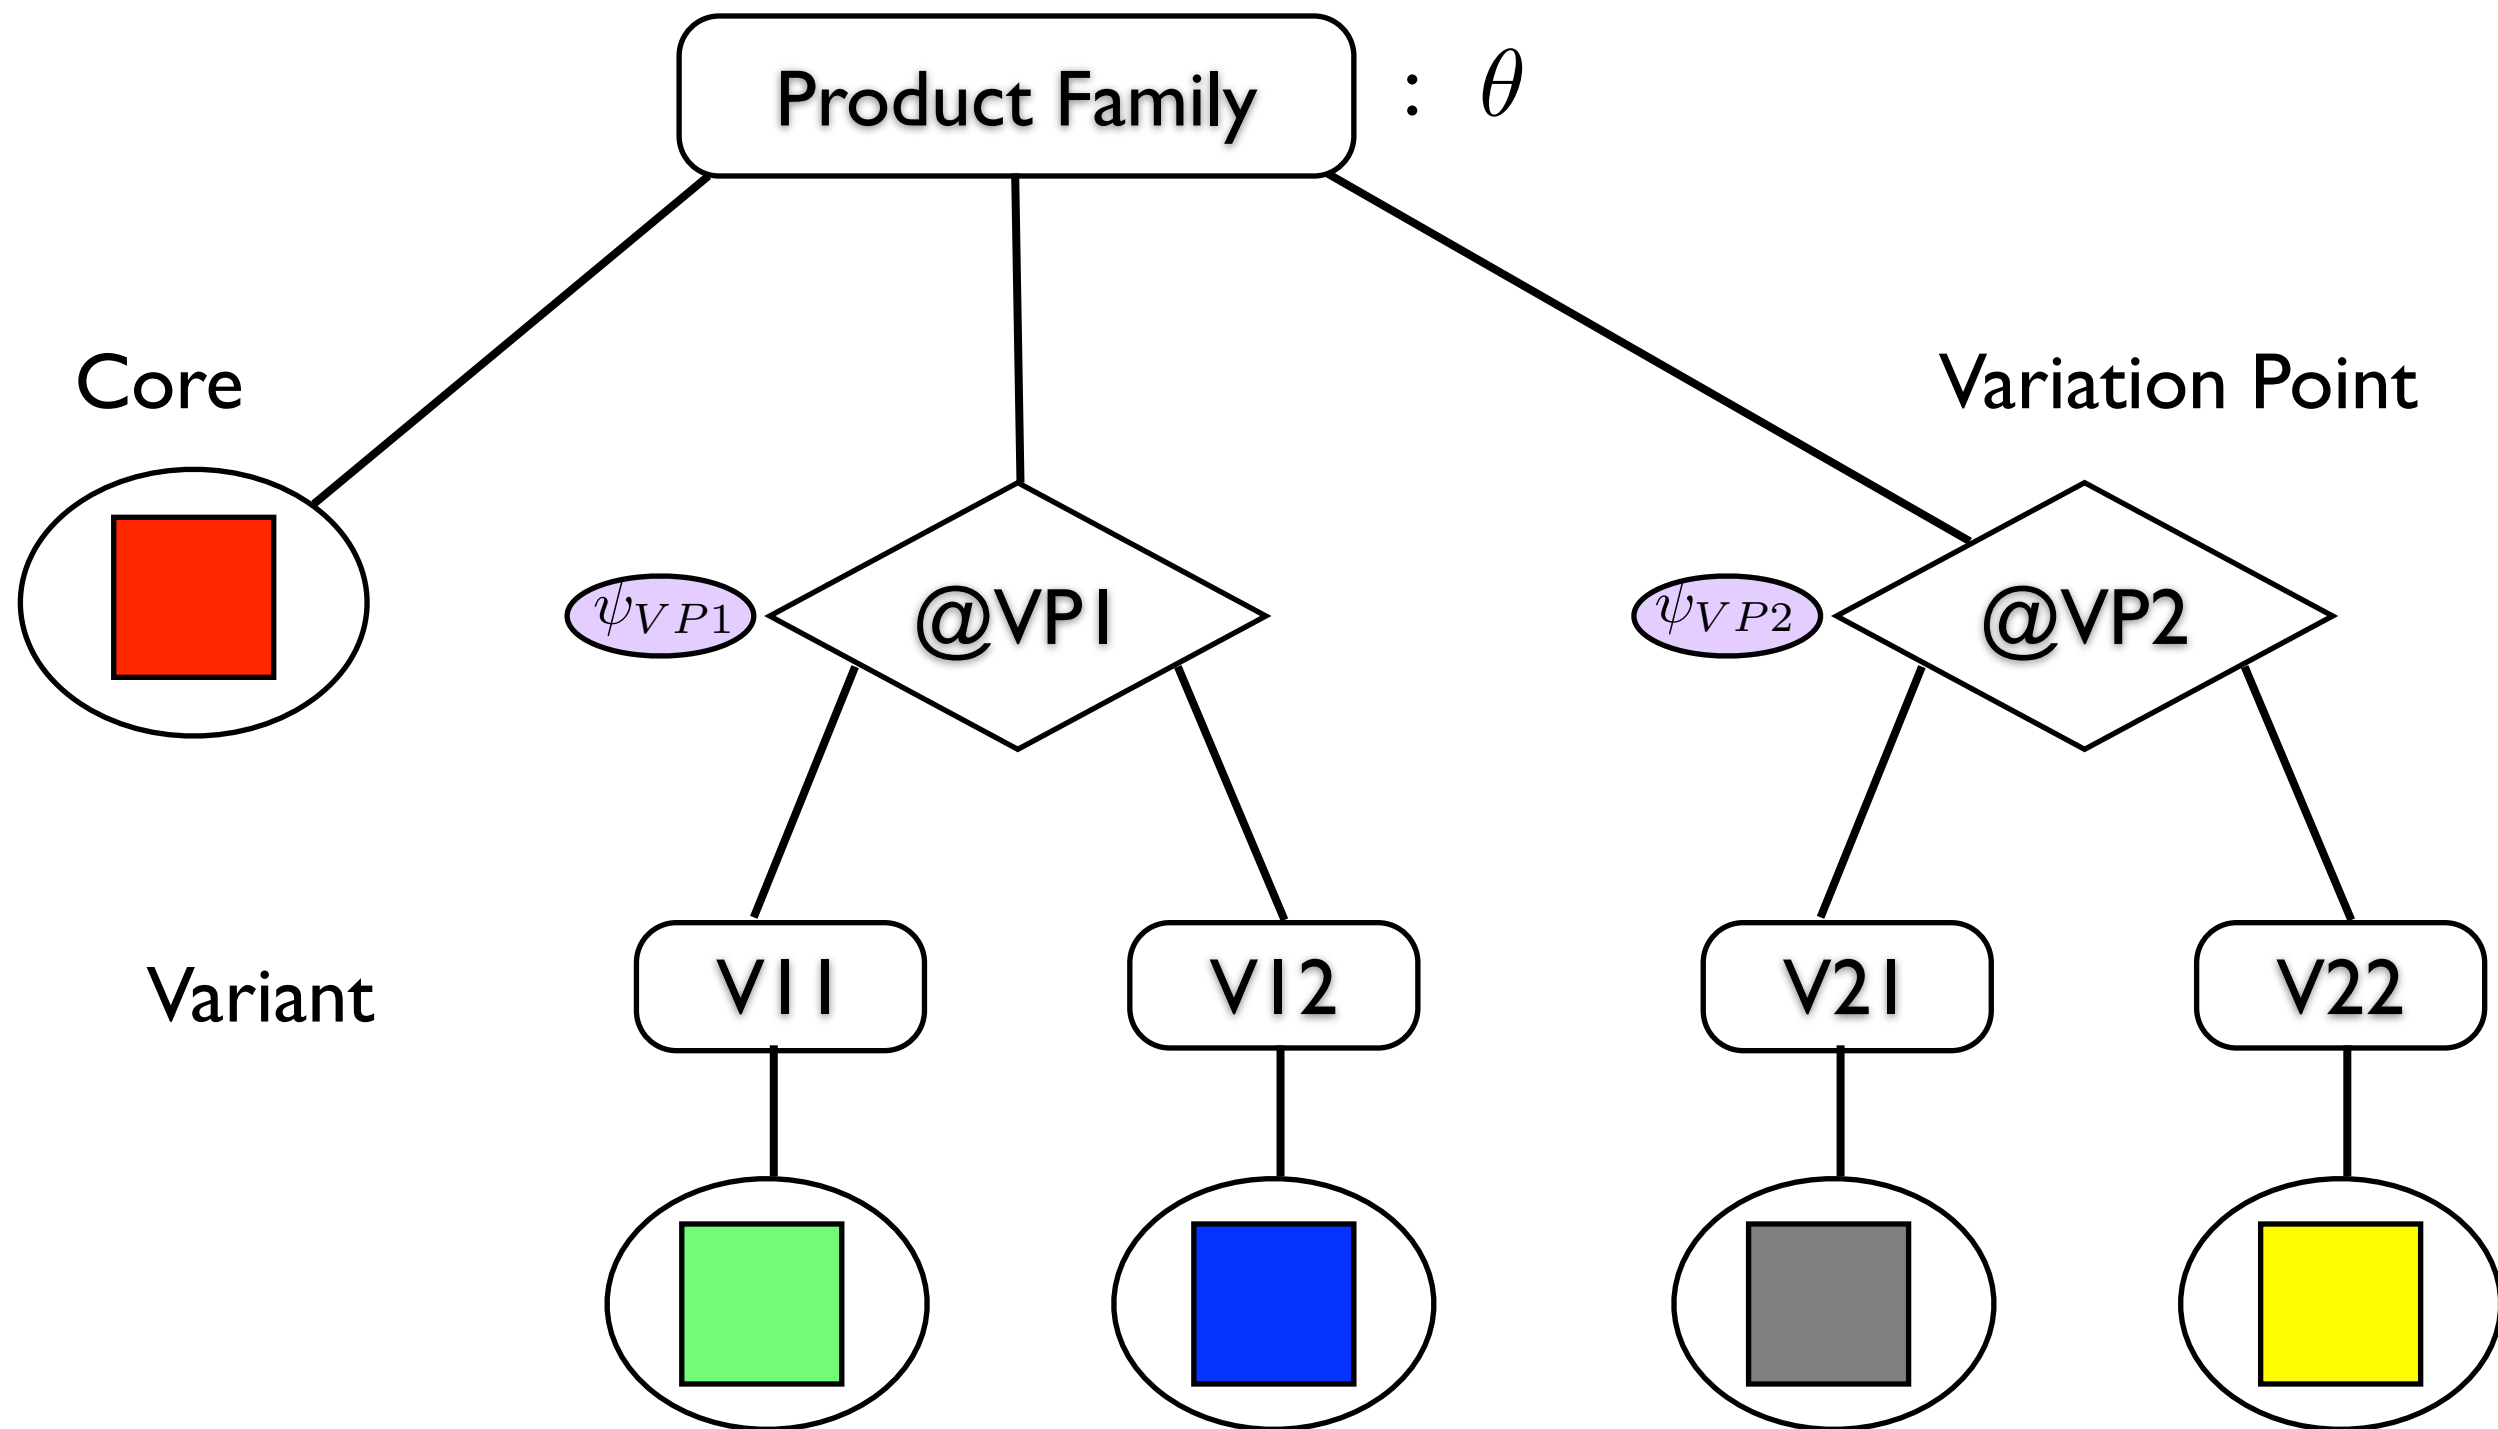 Product Family : θ
Core
Variation Point
ψVP1
@VP1
ψVP2
@VP2
Variant
V11
V12
V21
V22